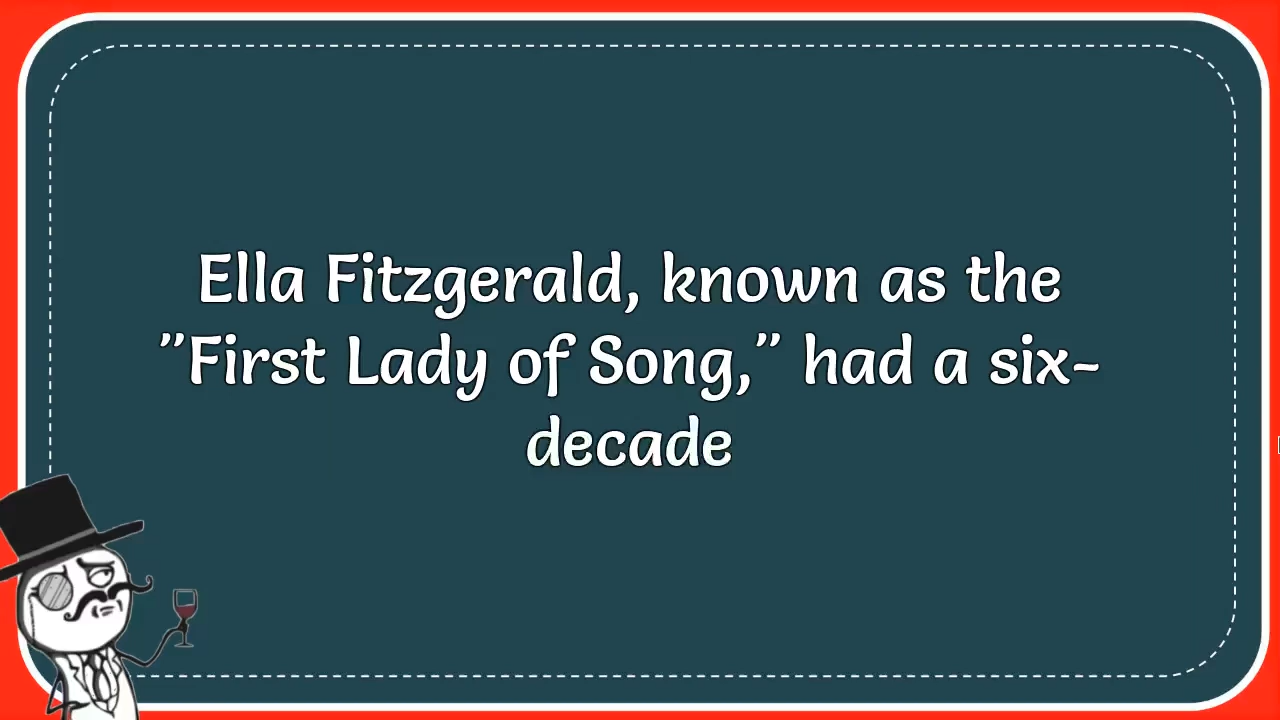 Ella Fitzgerald, known as the
"First Lady of Song," had a six-
decade